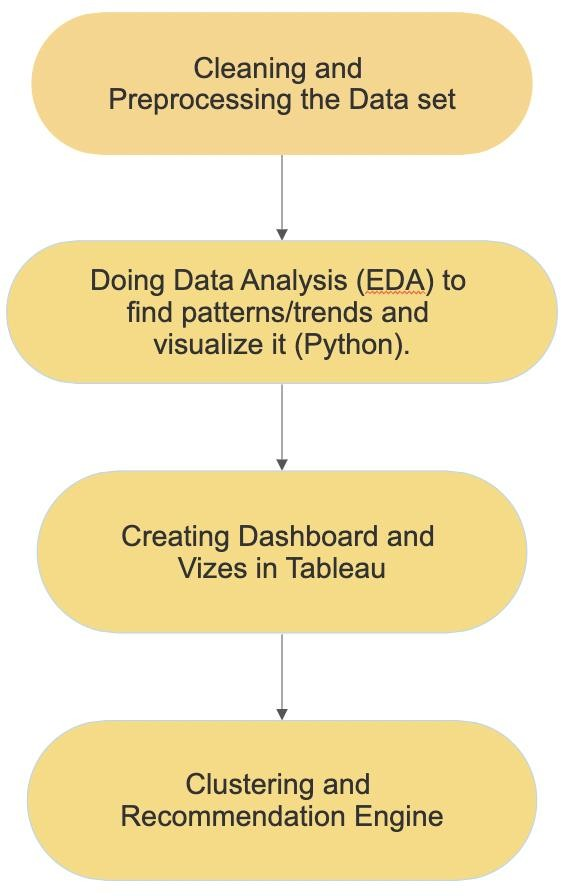 Cleaning and
Preprocessing the Data set
Doing Data Analysis (EDA) to
find patterns/trends and
visualize it (Python).
Creating Dashboard and
Vizes in Tableau
Clustering and
Recommendation Engine